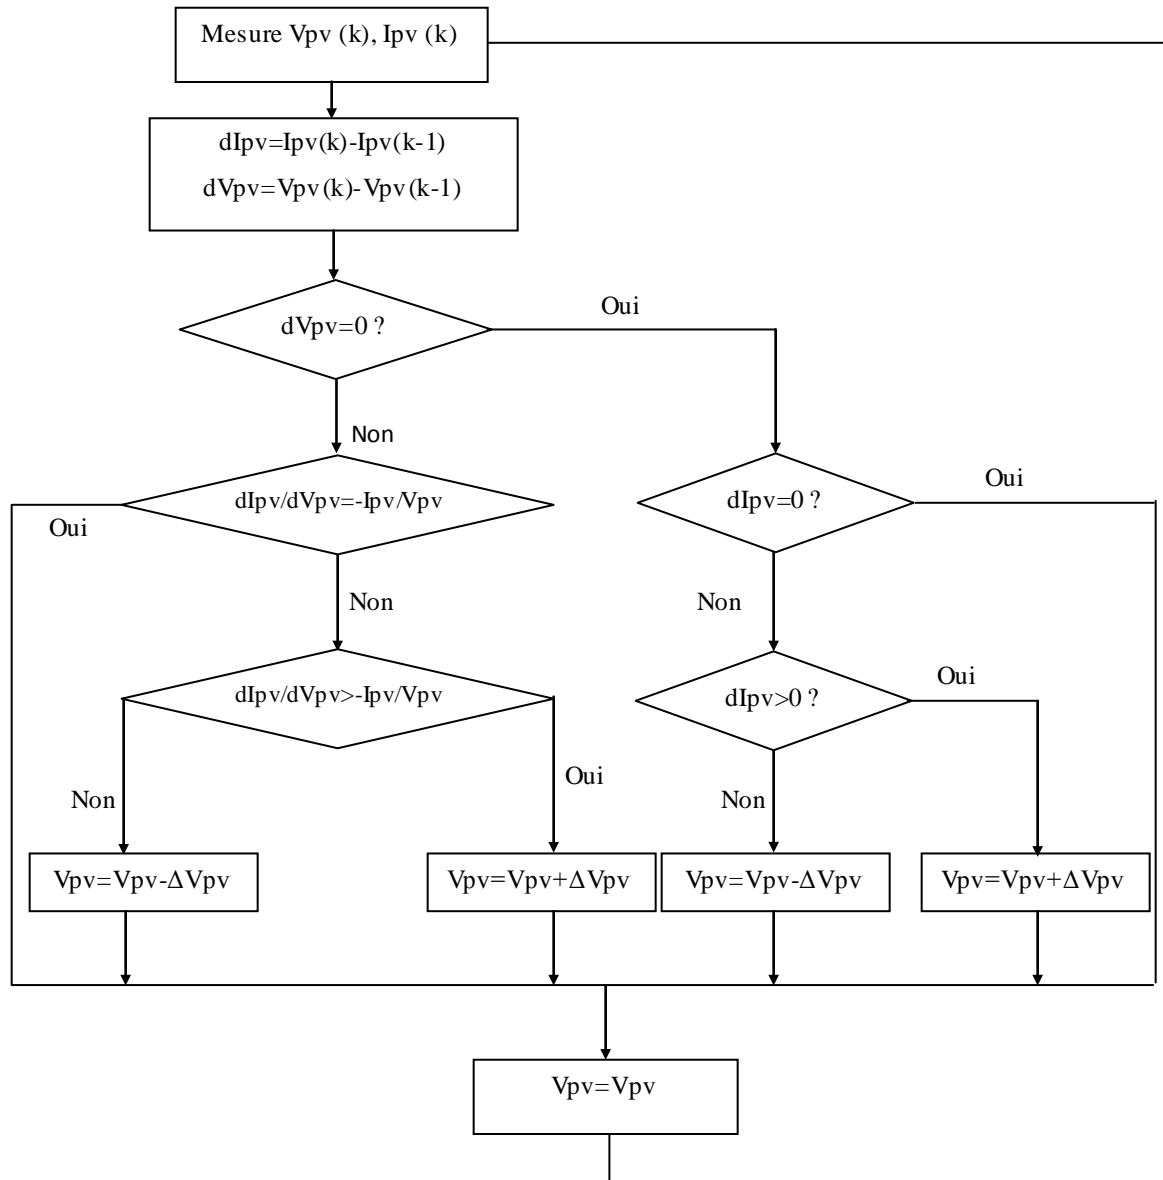 Mesure Vpv (k), Ipv (k)
dIpv=Ipv(k)-Ipv(k-1)
dVpv=Vpv(k)-Vpv(k-1)
dVpv=0 ?
Oui
Non
dIpv/dVpv=-Ipv/Vpv
Oui
dIpv=0 ?
Oui
Non
Non
dIpv/dVpv>-Ipv/Vpv
dIpv>0 ?
Oui
Non
Oui
Non
Vpv=Vpv-ΔVpv
Vpv=Vpv+ΔVpv
Vpv=Vpv-ΔVpv
Vpv=Vpv+ΔVpv
Vpv=Vpv